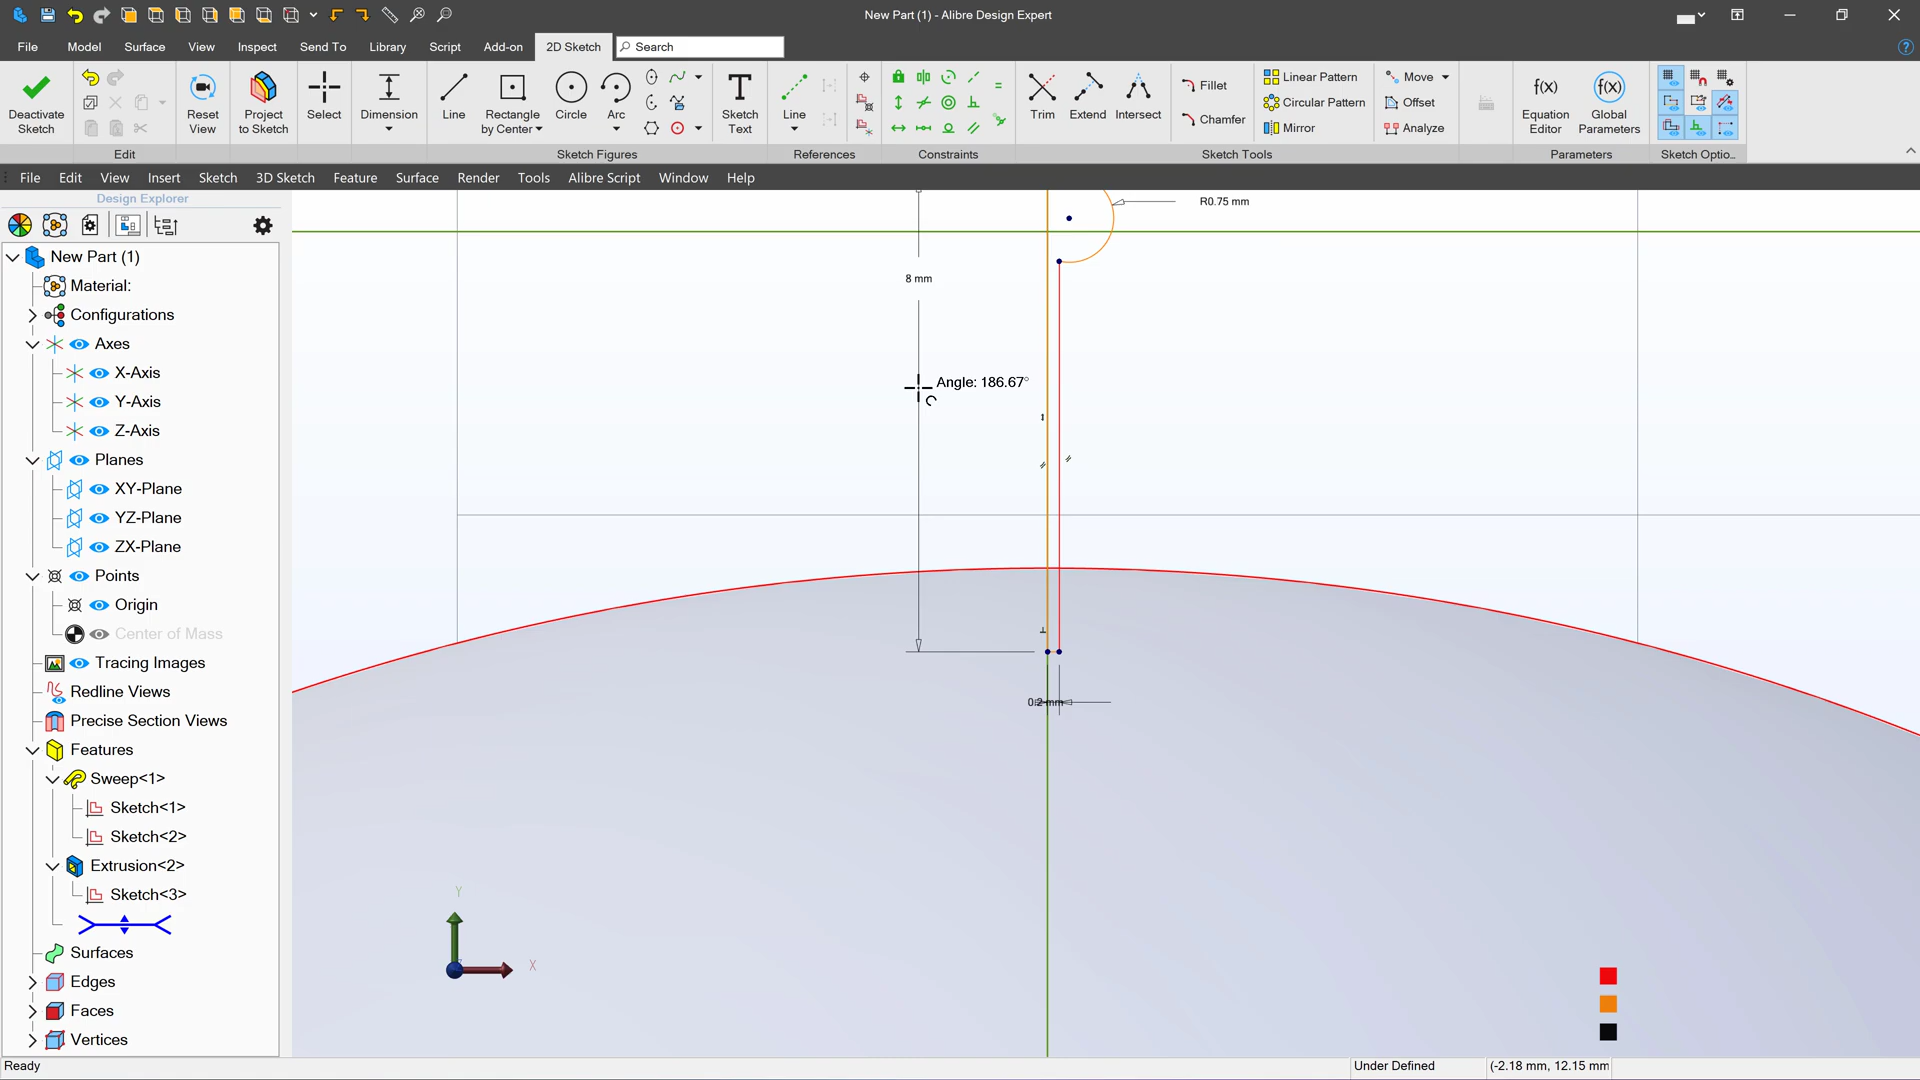 New Part (1) - Alibre Design Expert
File Model Surface View Inspect Send To Library Script Add-on 2D Sketch Search
Deactivate Sketch
Reset View
Project to Sketch
Select
Dimension
Line
Rectangle by Center
Circle
Arc
Sketch Text
Line
Trim
Extend
Intersect
Fillet
Chamfer
Linear Pattern
Circular Pattern
Mirror
Move
Offset
Analyze
Equation Editor
Global Parameters
Edit
Sketch Figures
References
Constraints
Sketch Tools
Parameters
Sketch Optio...
File Edit View Insert Sketch 3D Sketch Feature Surface Render Tools Alibre Script Window Help
Design Explorer
New Part (1)
Material:
Configurations
Axes
X-Axis
Y-Axis
Z-Axis
Planes
XY-Plane
YZ-Plane
ZX-Plane
Points
Origin
Center of Mass
Tracing Images
Redline Views
Precise Section Views
Features
Sweep<1>
Sketch<1>
Sketch<2>
Extrusion<2>
Sketch<3>
Surfaces
Edges
Faces
Vertices
R0.75 mm
8 mm
Angle: 186.67°
0.2 mm
Y
X
Ready
Under Defined
(-2.18 mm, 12.15 mm